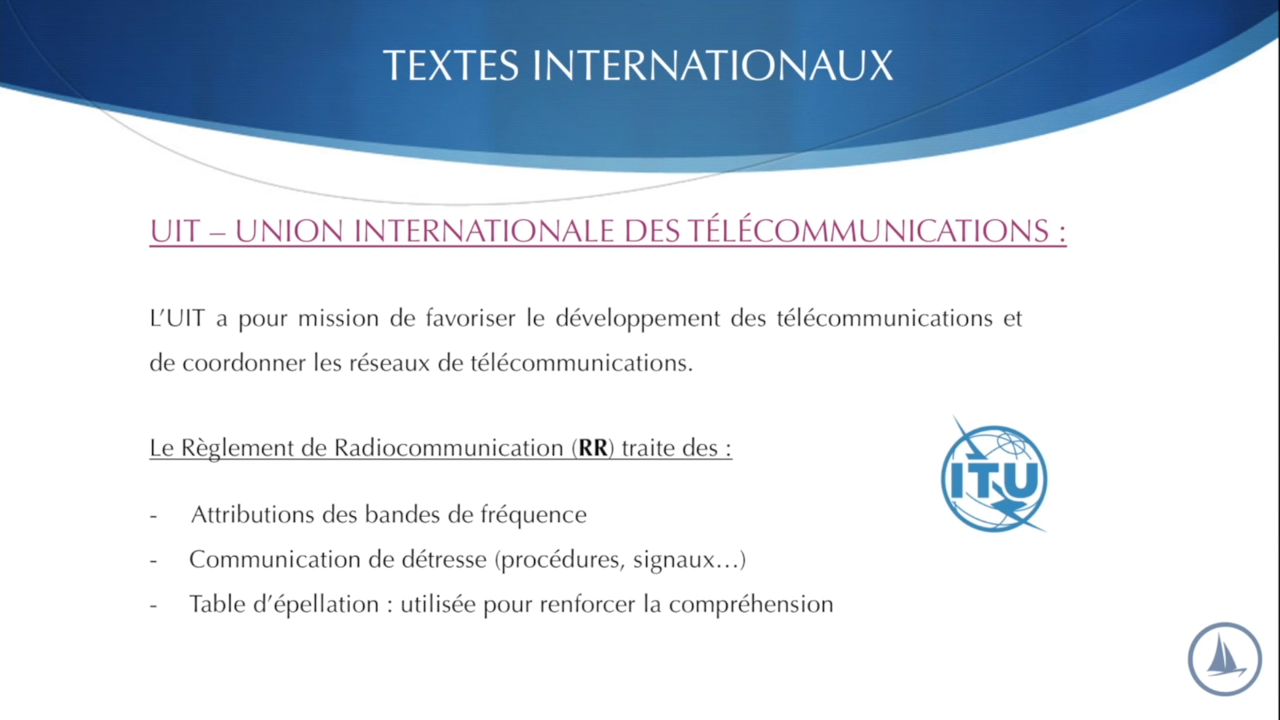 TEXTES INTERNATIONAUX
UIT – UNION INTERNATIONALE DES TÉLÉCOMMUNICATIONS :
L’UIT a pour mission de favoriser le développement des télécommunications et
de coordonner les réseaux de télécommunications.
Le Règlement de Radiocommunication (RR) traite des :
- Attributions des bandes de fréquence
- Communication de détresse (procédures, signaux…)
- Table d’épellation : utilisée pour renforcer la compréhension
ITU